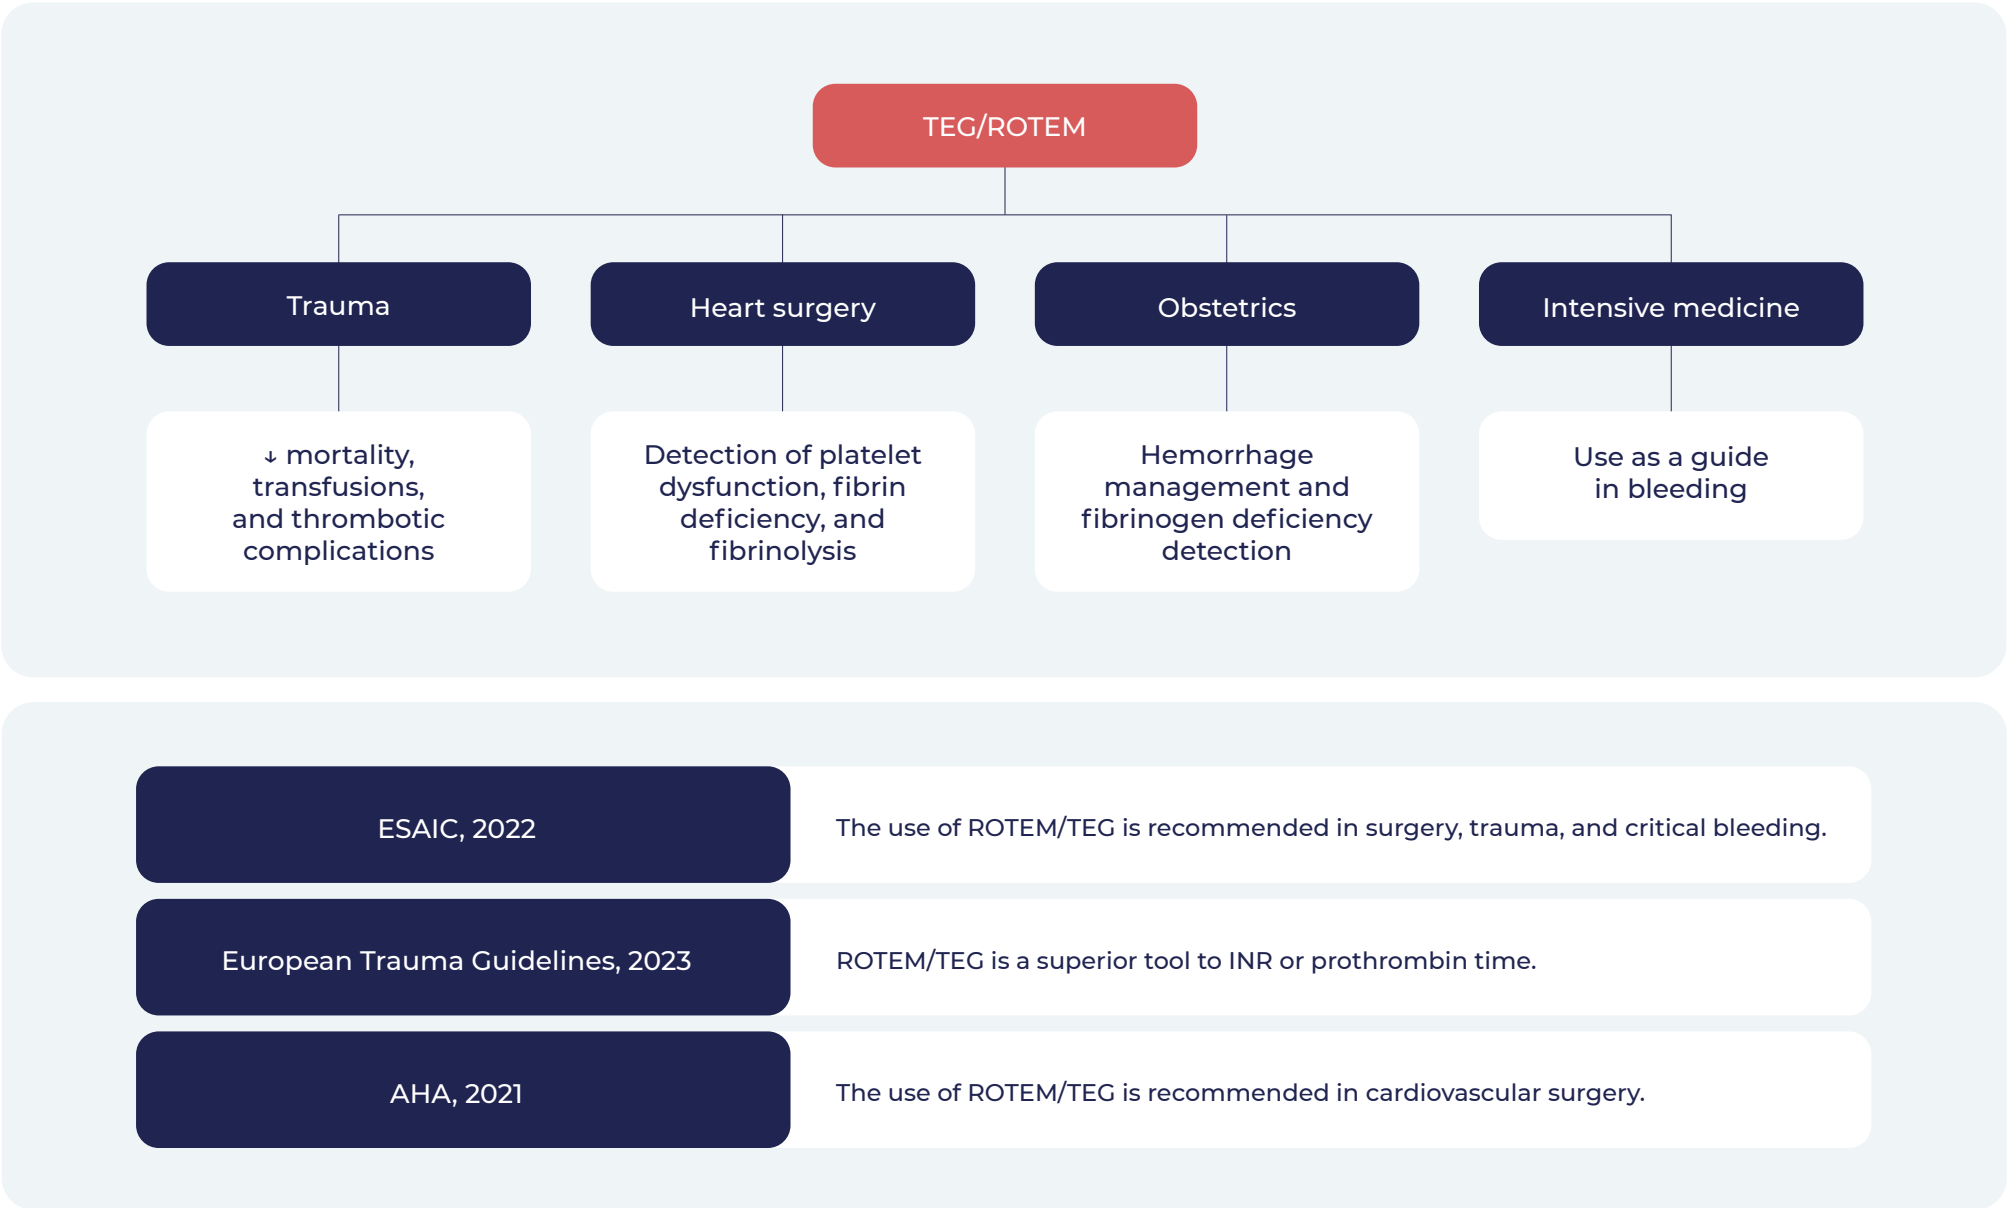 TEG/ROTEM
Trauma
Heart surgery
Obstetrics
Intensive medicine
↓ mortality,
transfusions,
and thrombotic
complications
Detection of platelet
dysfunction, fibrin
deficiency, and
fibrinolysis
Hemorrhage
management and
fibrinogen deficiency
detection
Use as a guide
in bleeding
ESAIC, 2022
The use of ROTEM/TEG is recommended in surgery, trauma, and critical bleeding.
European Trauma Guidelines, 2023
ROTEM/TEG is a superior tool to INR or prothrombin time.
AHA, 2021
The use of ROTEM/TEG is recommended in cardiovascular surgery.